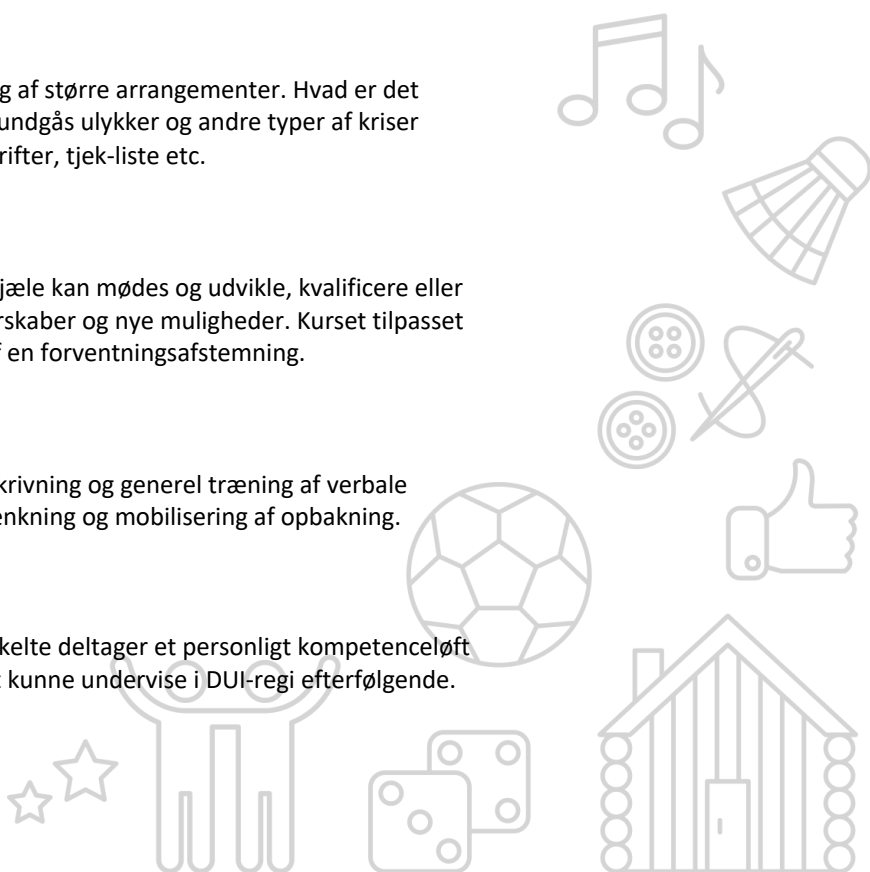 g af større arrangementer. Hvad er det
undgås ulykker og andre typer af kriser
rifter, tjek-liste etc.
jæle kan mødes og udvikle, kvalificere eller
rskaber og nye muligheder. Kurset tilpasset
f en forventningsafstemning.
krivning og generel træning af verbale
enkning og mobilisering af opbakning.
kelte deltager et personligt kompetenceløft
t kunne undervise i DUI-regi efterfølgende.